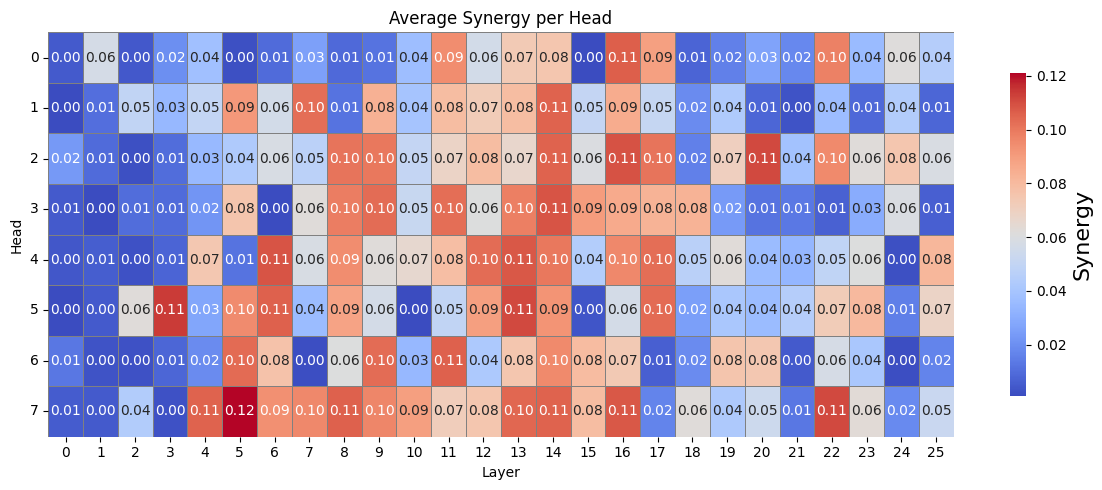 Average Synergy per Head
0 0.00 0.06 0.00 0.02 0.04 0.00 0.01 0.03 0.01 0.01 0.04 0.09 0.06 0.07 0.08 0.00 0.11 0.09 0.01 0.02 0.03 0.02 0.10 0.04 0.06 0.04
1 0.00 0.01 0.05 0.03 0.05 0.09 0.06 0.10 0.01 0.08 0.04 0.08 0.07 0.08 0.11 0.05 0.09 0.05 0.02 0.04 0.01 0.00 0.04 0.01 0.04 0.01
2 0.02 0.01 0.00 0.01 0.03 0.04 0.06 0.05 0.10 0.10 0.05 0.07 0.08 0.07 0.11 0.06 0.11 0.10 0.02 0.07 0.11 0.04 0.10 0.06 0.08 0.06
3 0.01 0.00 0.01 0.01 0.02 0.08 0.00 0.06 0.10 0.10 0.05 0.10 0.06 0.10 0.11 0.09 0.09 0.08 0.08 0.02 0.01 0.01 0.01 0.03 0.06 0.01
4 0.00 0.01 0.00 0.01 0.07 0.01 0.11 0.06 0.09 0.06 0.07 0.08 0.10 0.11 0.10 0.04 0.10 0.10 0.05 0.06 0.04 0.03 0.05 0.06 0.00 0.08
5 0.00 0.00 0.06 0.11 0.03 0.10 0.11 0.04 0.09 0.06 0.00 0.05 0.09 0.11 0.09 0.00 0.06 0.10 0.02 0.04 0.04 0.04 0.07 0.08 0.01 0.07
6 0.01 0.00 0.00 0.01 0.02 0.10 0.08 0.00 0.06 0.10 0.03 0.11 0.04 0.08 0.10 0.08 0.07 0.01 0.02 0.08 0.08 0.00 0.06 0.04 0.00 0.02
7 0.01 0.00 0.04 0.00 0.11 0.12 0.09 0.10 0.11 0.10 0.09 0.07 0.08 0.10 0.11 0.08 0.11 0.02 0.06 0.04 0.05 0.01 0.11 0.06 0.02 0.05
0 1 2 3 4 5 6 7 8 9 10 11 12 13 14 15 16 17 18 19 20 21 22 23 24 25
Layer
Head
0.12
0.10
0.08
0.06
0.04
0.02
Synergy